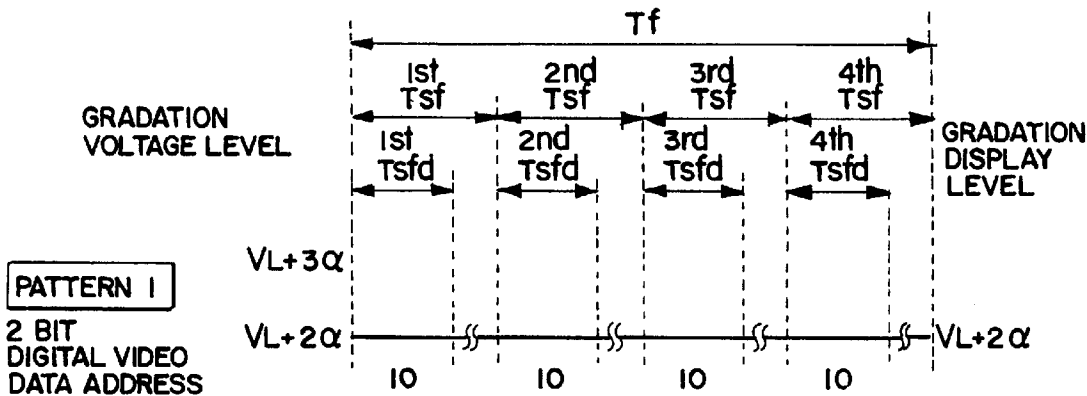 Tf
1st Tsf
2nd Tsf
3rd Tsf
4th Tsf
GRADATION
VOLTAGE LEVEL
1st Tsfd
2nd Tsfd
3rd Tsfd
4th Tsfd
GRADATION
DISPLAY
LEVEL
VL+3α
PATTERN 1
2 BIT
DIGITAL VIDEO
DATA ADDRESS
VL+2α
VL+2α
10 10 10 10